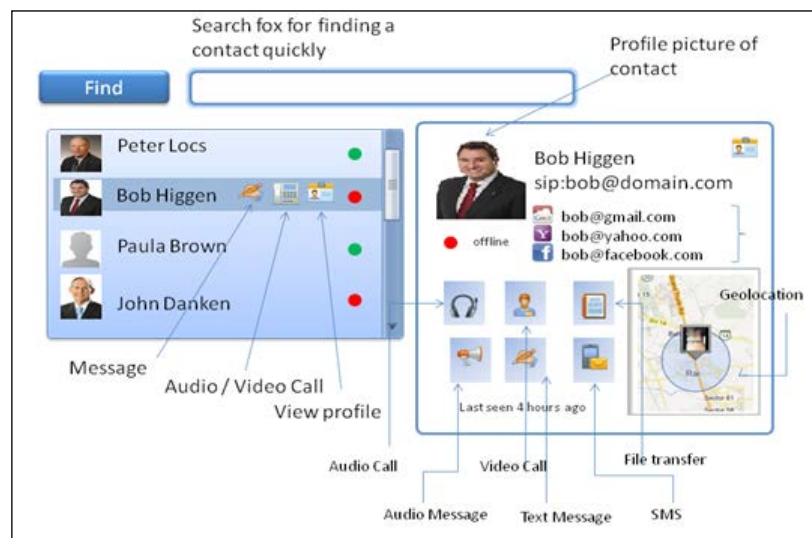 Search fox for finding a
contact quickly
Profile picture of
contact
Find
Peter Locs
Bob Higgen
Paula Brown
John Danken
Bob Higgen
sip:bob@domain.com
bob@gmail.com
bob@yahoo.com
bob@facebook.com
offline
Geolocation
Message
Audio / Video Call
View profile
Last seen 4 hours ago
Audio Call
Video Call
File transfer
Audio Message
Text Message
SMS